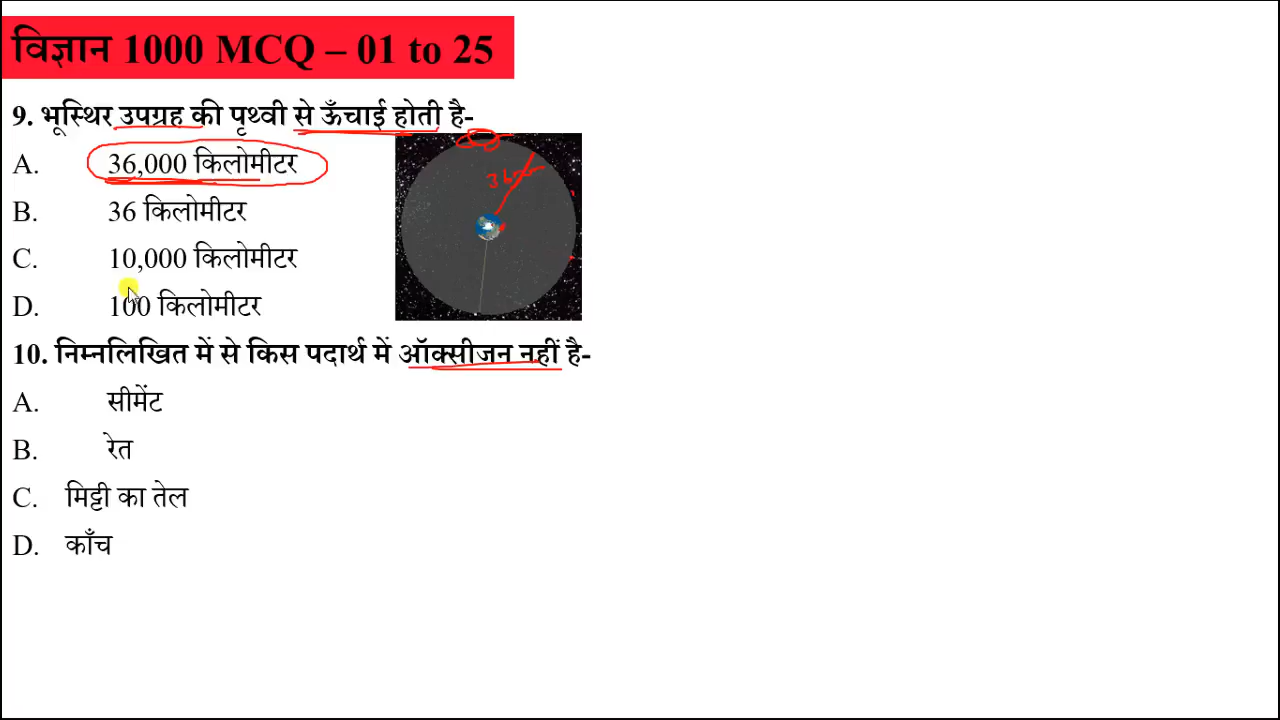 विज्ञान 1000 MCQ – 01 to 25
9. भूस्थिर उपग्रह की पृथ्वी से ऊँचाई होती है-
A. 36,000 किलोमीटर
B. 36 किलोमीटर
C. 10,000 किलोमीटर
D. 100 किलोमीटर
10. निम्नलिखित में से किस पदार्थ में ऑक्सीजन नहीं है-
A. सीमेंट
B. रेत
C. मिट्टी का तेल
D. काँच